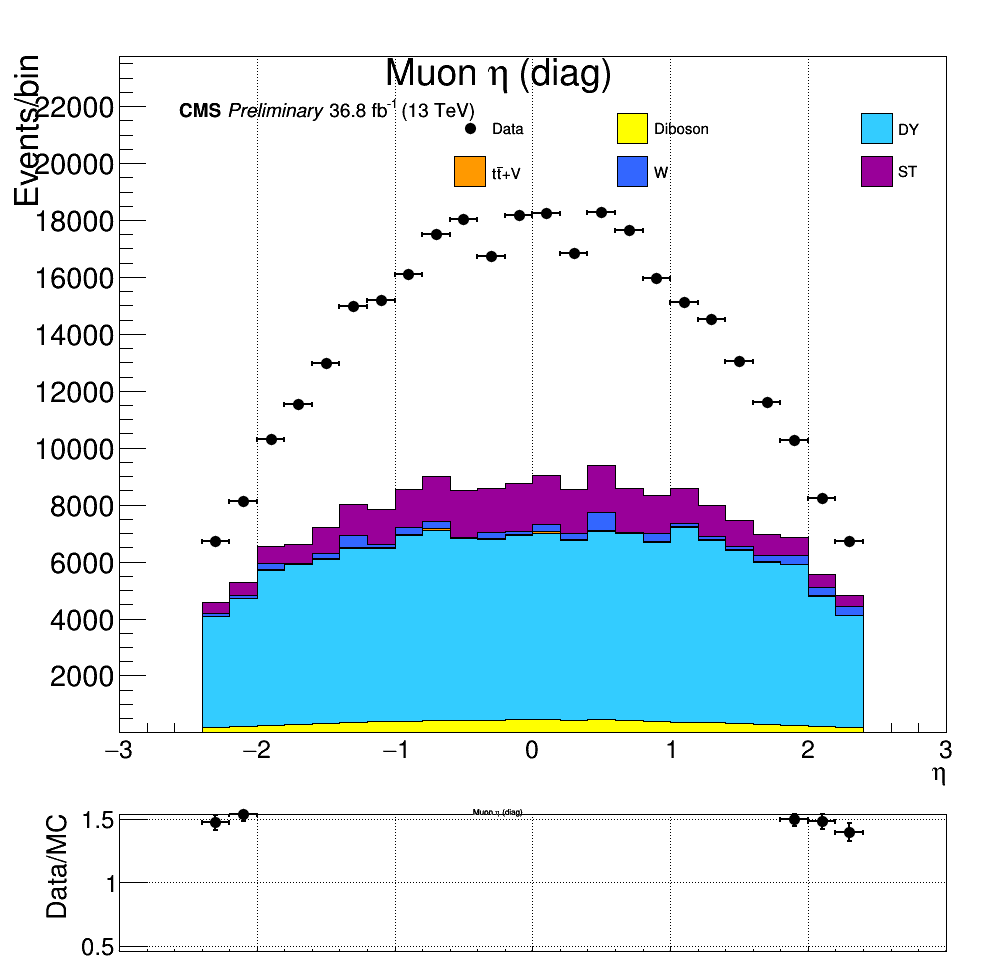 Muon η (diag)
Events/bin
CMS Preliminary 36.8 fb⁻¹ (13 TeV)
Data Diboson DY
tt̄+V W ST
22000
20000
18000
16000
14000
12000
10000
8000
6000
4000
2000
−3 −2 −1 0 1 2 3
η
Muon η (diag)
Data/MC
1.5
1
0.5